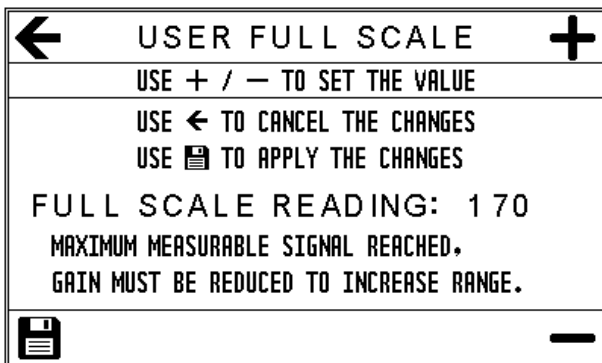 ← USER FULL SCALE +
USE + / − TO SET THE VALUE
USE ← TO CANCEL THE CHANGES
USE 💾 TO APPLY THE CHANGES
FULL SCALE READING: 170
MAXIMUM MEASURABLE SIGNAL REACHED.
GAIN MUST BE REDUCED TO INCREASE RANGE.
−